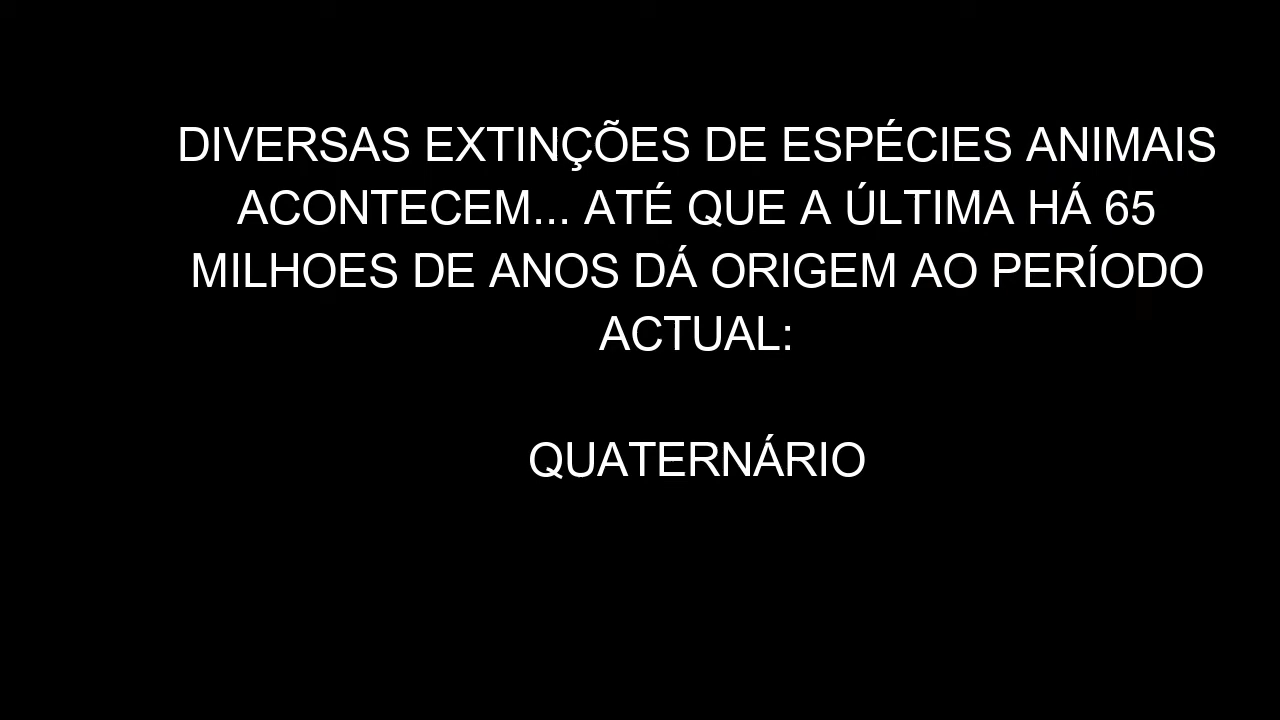 DIVERSAS EXTINÇÕES DE ESPÉCIES ANIMAIS
ACONTECEM... ATÉ QUE A ÚLTIMA HÁ 65
MILHOES DE ANOS DÁ ORIGEM AO PERÍODO
ACTUAL:
QUATERNÁRIO